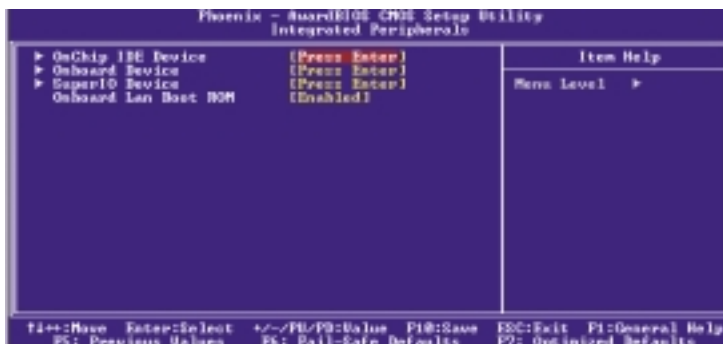 Phoenix - AwardBIOS CMOS Setup Utility
Integrated Peripherals
▶ OnChip IDE Device [Press Enter]
▶ Onboard Device [Press Enter]
▶ SuperIO Device [Press Enter]
Onboard Lan Boot ROM [Enabled]
Item Help
Menu Level ▶
↑↓←→:Move Enter:Select +/-/PU/PD:Value F10:Save ESC:Exit F1:General Help
F5: Previous Values F6: Fail-Safe Defaults F7: Optimized Defaults